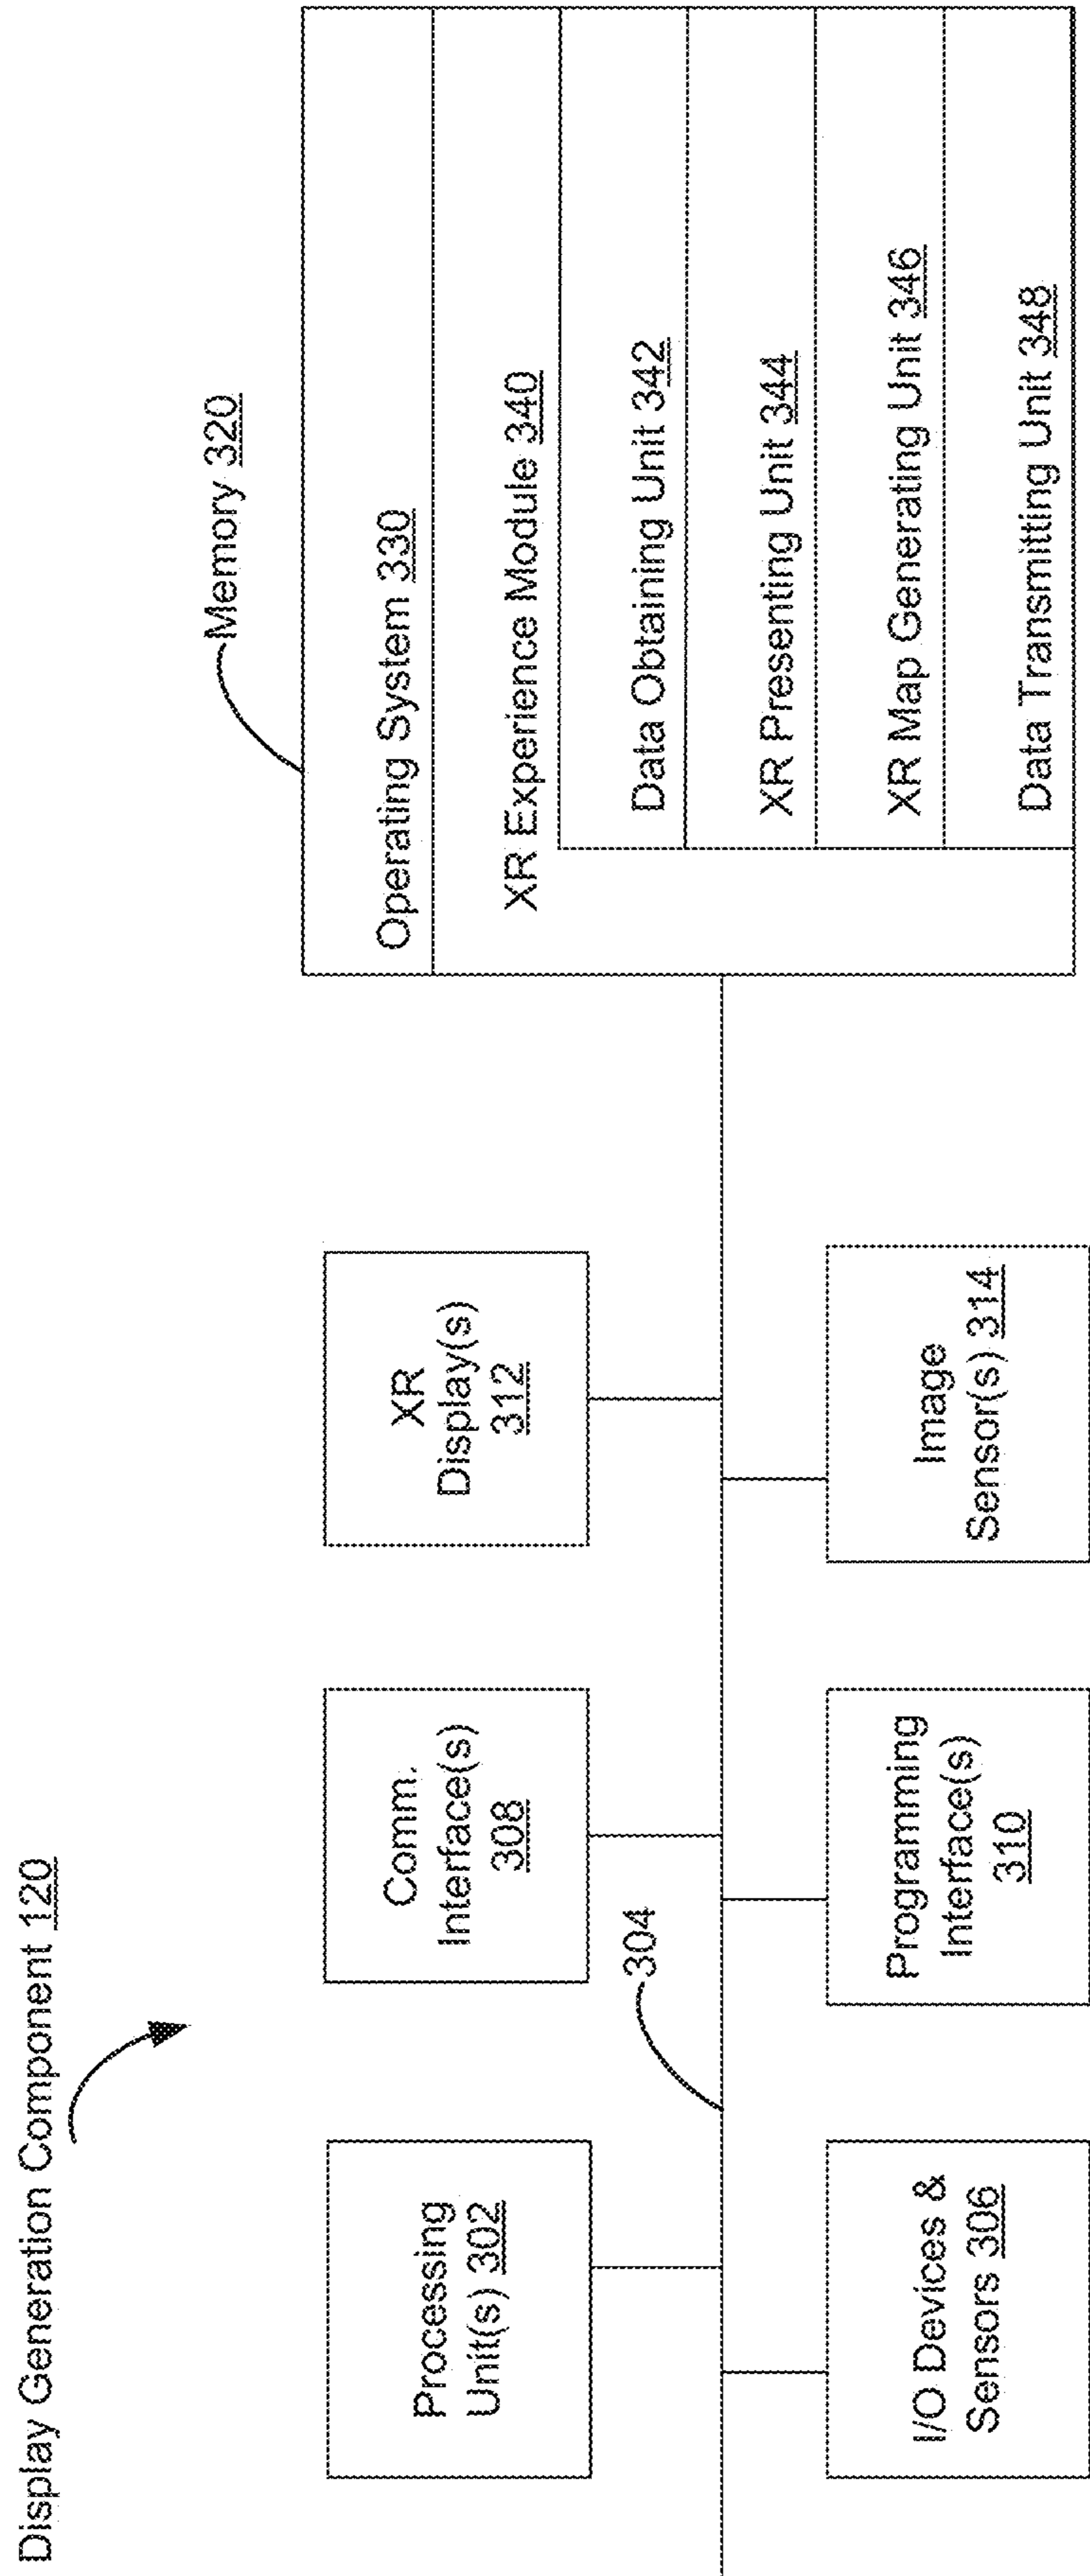 Display Generation Component 120
Processing
Unit(s) 302
Comm.
Interface(s)
308
XR
Display(s)
312
304
I/O Devices &
Sensors 306
Programming
Interface(s)
310
Image
Sensor(s) 314
Memory 320
Operating System 330
XR Experience Module 340
Data Obtaining Unit 342
XR Presenting Unit 344
XR Map Generating Unit 346
Data Transmitting Unit 348